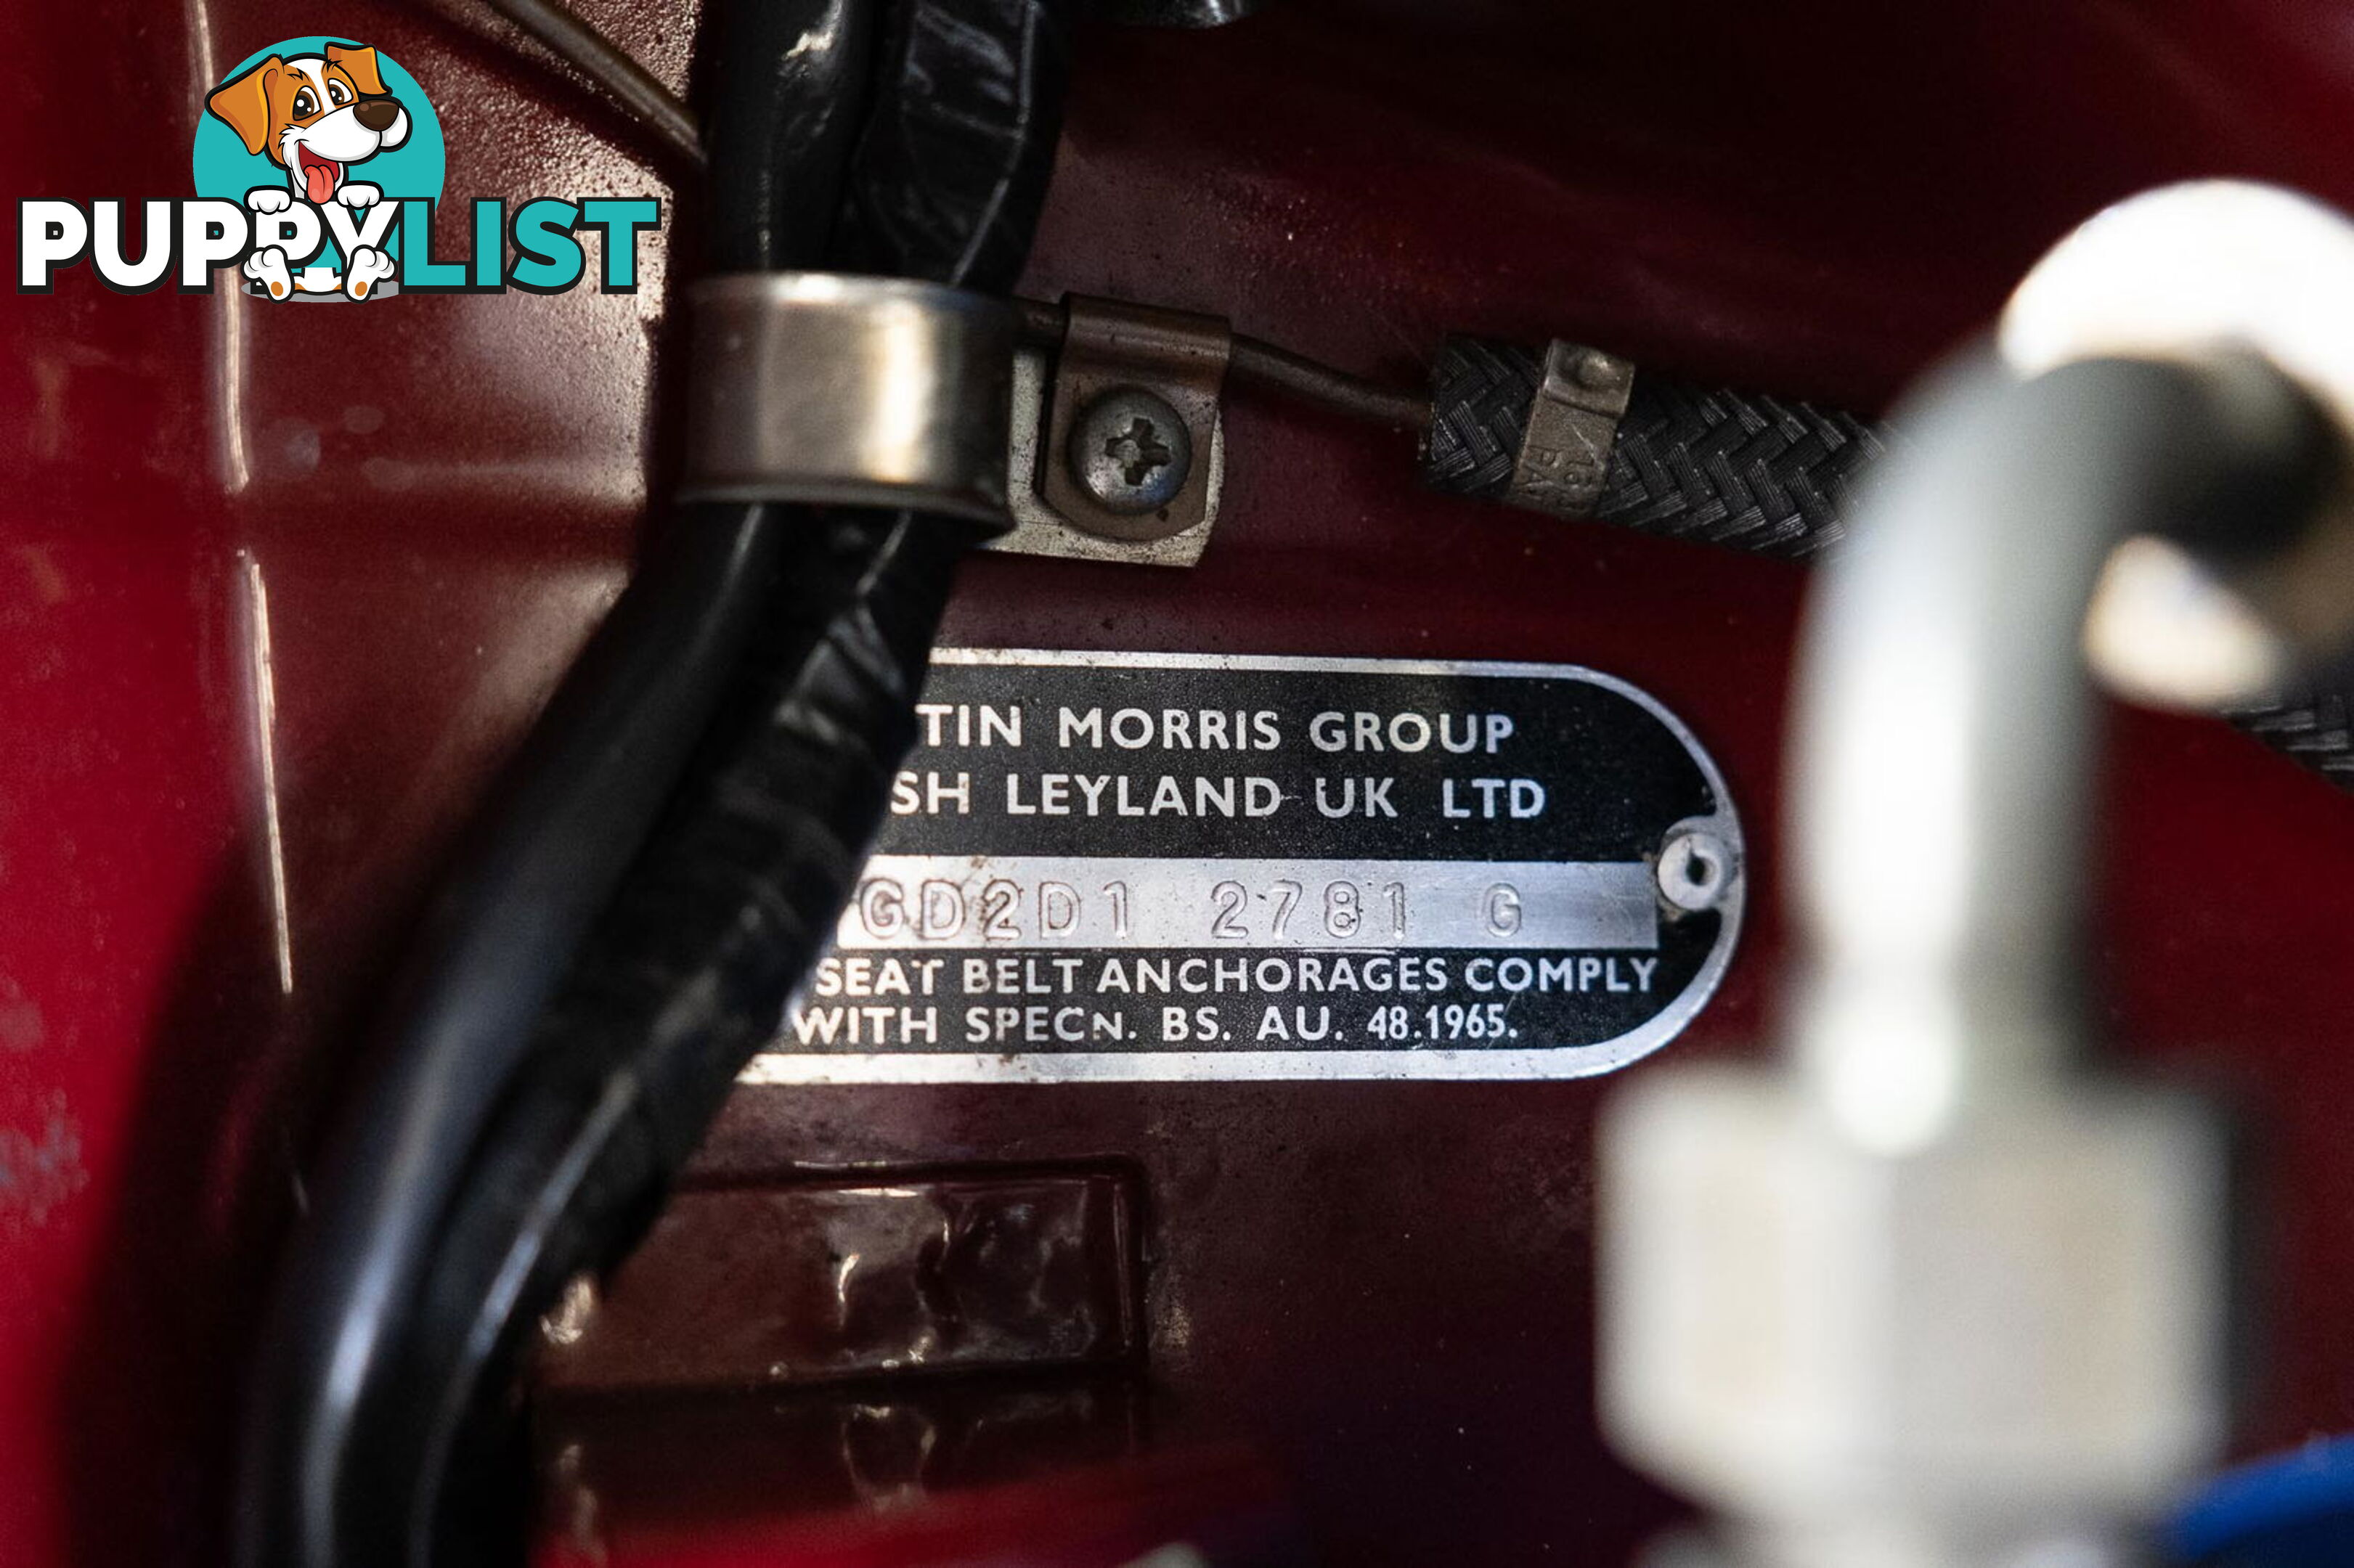 PUPPYLIST
TIN MORRIS GROUP
SH LEYLAND UK LTD
GD2D1 2781 G
SEAT BELT ANCHORAGES COMPLY
WITH SPECN. BS. AU. 48.1965.